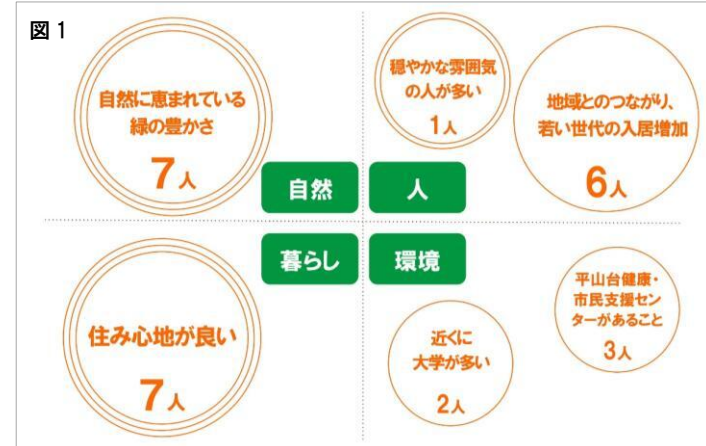 図1
自然に恵まれている
緑の豊かさ
7人
穏やかな雰囲気
の人が多い
1人
地域とのつながり、
若い世代の入居増加
6人
自然
人
暮らし
環境
住み心地が良い
7人
近くに
大学が多い
2人
平山台健康・
市民支援セン
ターがあること
3人